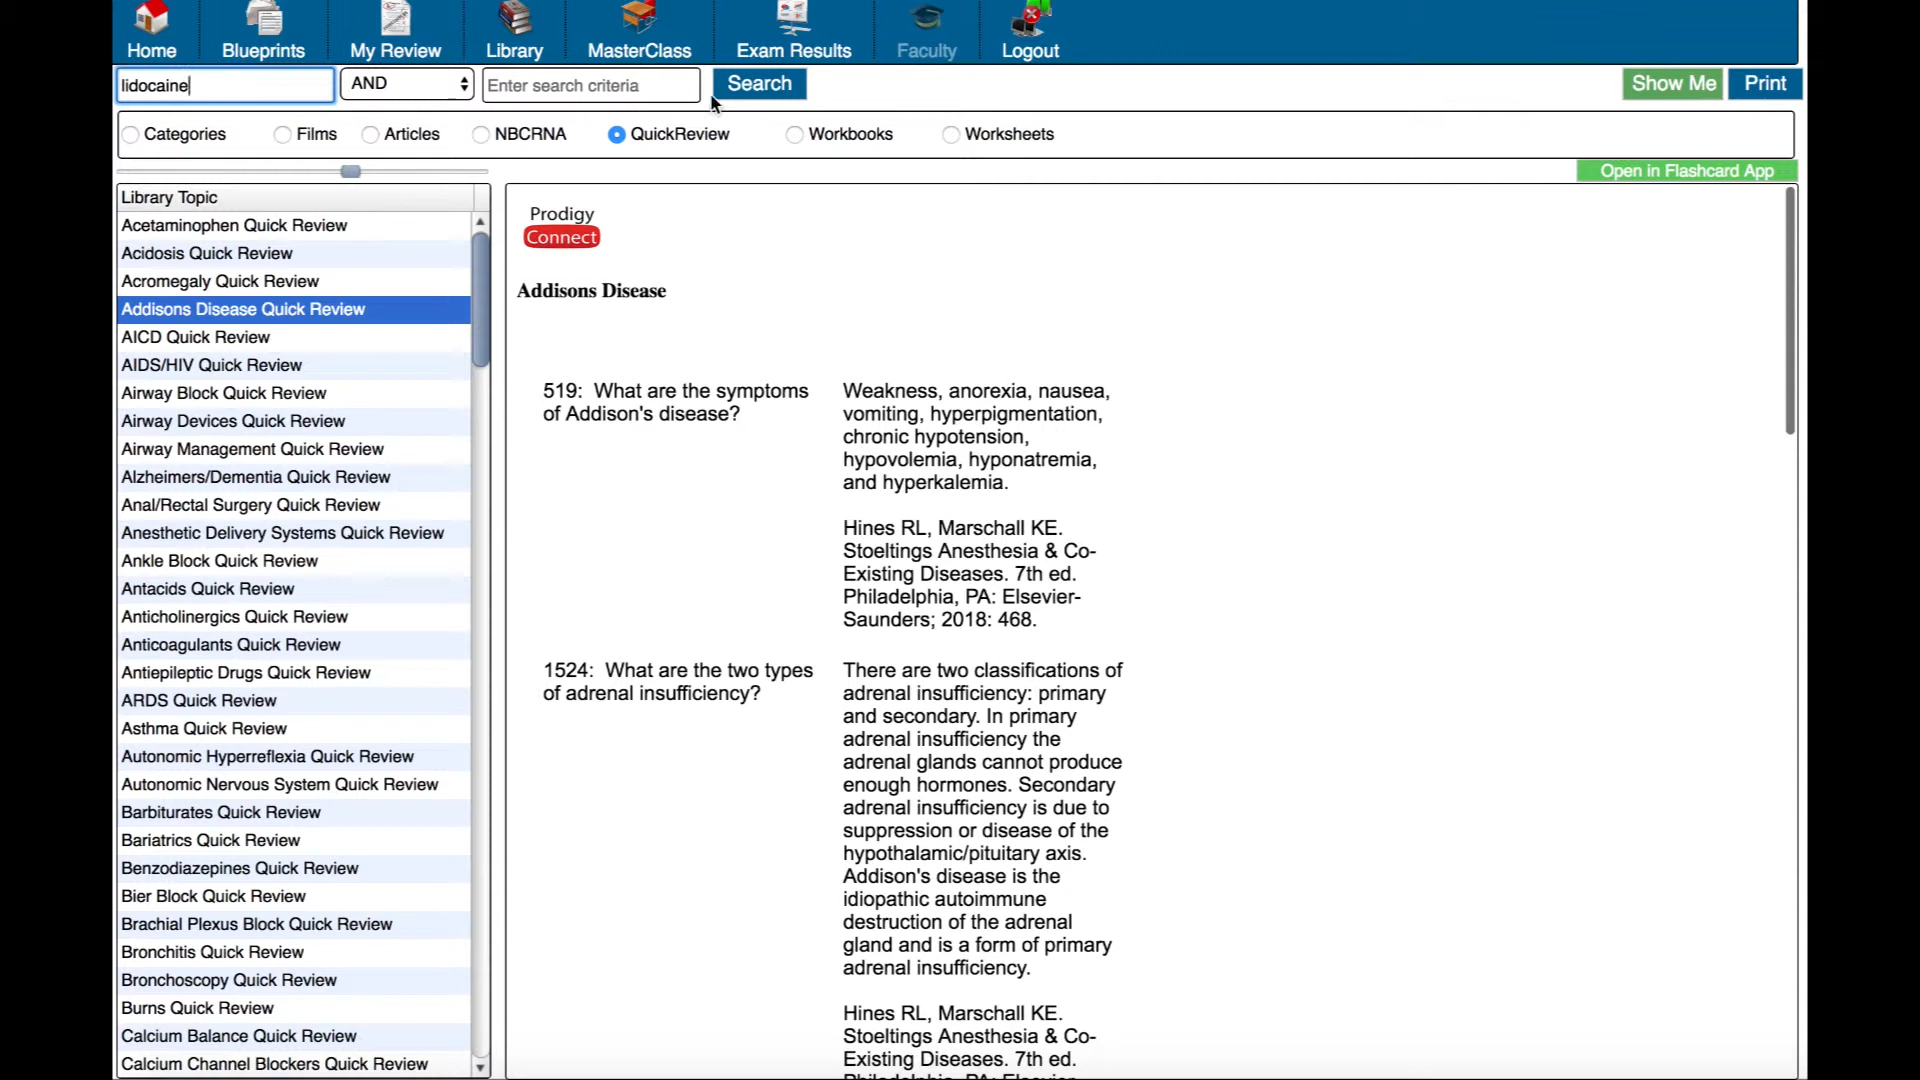 Home Blueprints My Review Library MasterClass Exam Results Faculty Logout
lidocaine AND Enter search criteria Search Show Me Print
Categories Films Articles NBCRNA QuickReview Workbooks Worksheets
Open in Flashcard App
Library Topic
Acetaminophen Quick Review
Acidosis Quick Review
Acromegaly Quick Review
Addisons Disease Quick Review
AICD Quick Review
AIDS/HIV Quick Review
Airway Block Quick Review
Airway Devices Quick Review
Airway Management Quick Review
Alzheimers/Dementia Quick Review
Anal/Rectal Surgery Quick Review
Anesthetic Delivery Systems Quick Review
Ankle Block Quick Review
Antacids Quick Review
Anticholinergics Quick Review
Anticoagulants Quick Review
Antiepileptic Drugs Quick Review
ARDS Quick Review
Asthma Quick Review
Autonomic Hyperreflexia Quick Review
Autonomic Nervous System Quick Review
Barbiturates Quick Review
Bariatrics Quick Review
Benzodiazepines Quick Review
Bier Block Quick Review
Brachial Plexus Block Quick Review
Bronchitis Quick Review
Bronchoscopy Quick Review
Burns Quick Review
Calcium Balance Quick Review
Calcium Channel Blockers Quick Review
Prodigy
Connect
Addisons Disease
519: What are the symptoms
of Addison's disease?
Weakness, anorexia, nausea,
vomiting, hyperpigmentation,
chronic hypotension,
hypovolemia, hyponatremia,
and hyperkalemia.
Hines RL, Marschall KE.
Stoeltings Anesthesia & Co-
Existing Diseases. 7th ed.
Philadelphia, PA: Elsevier-
Saunders; 2018: 468.
1524: What are the two types
of adrenal insufficiency?
There are two classifications of
adrenal insufficiency: primary
and secondary. In primary
adrenal insufficiency the
adrenal glands cannot produce
enough hormones. Secondary
adrenal insufficiency is due to
suppression or disease of the
hypothalamic/pituitary axis.
Addison's disease is the
idiopathic autoimmune
destruction of the adrenal
gland and is a form of primary
adrenal insufficiency.
Hines RL, Marschall KE.
Stoeltings Anesthesia & Co-
Existing Diseases. 7th ed.